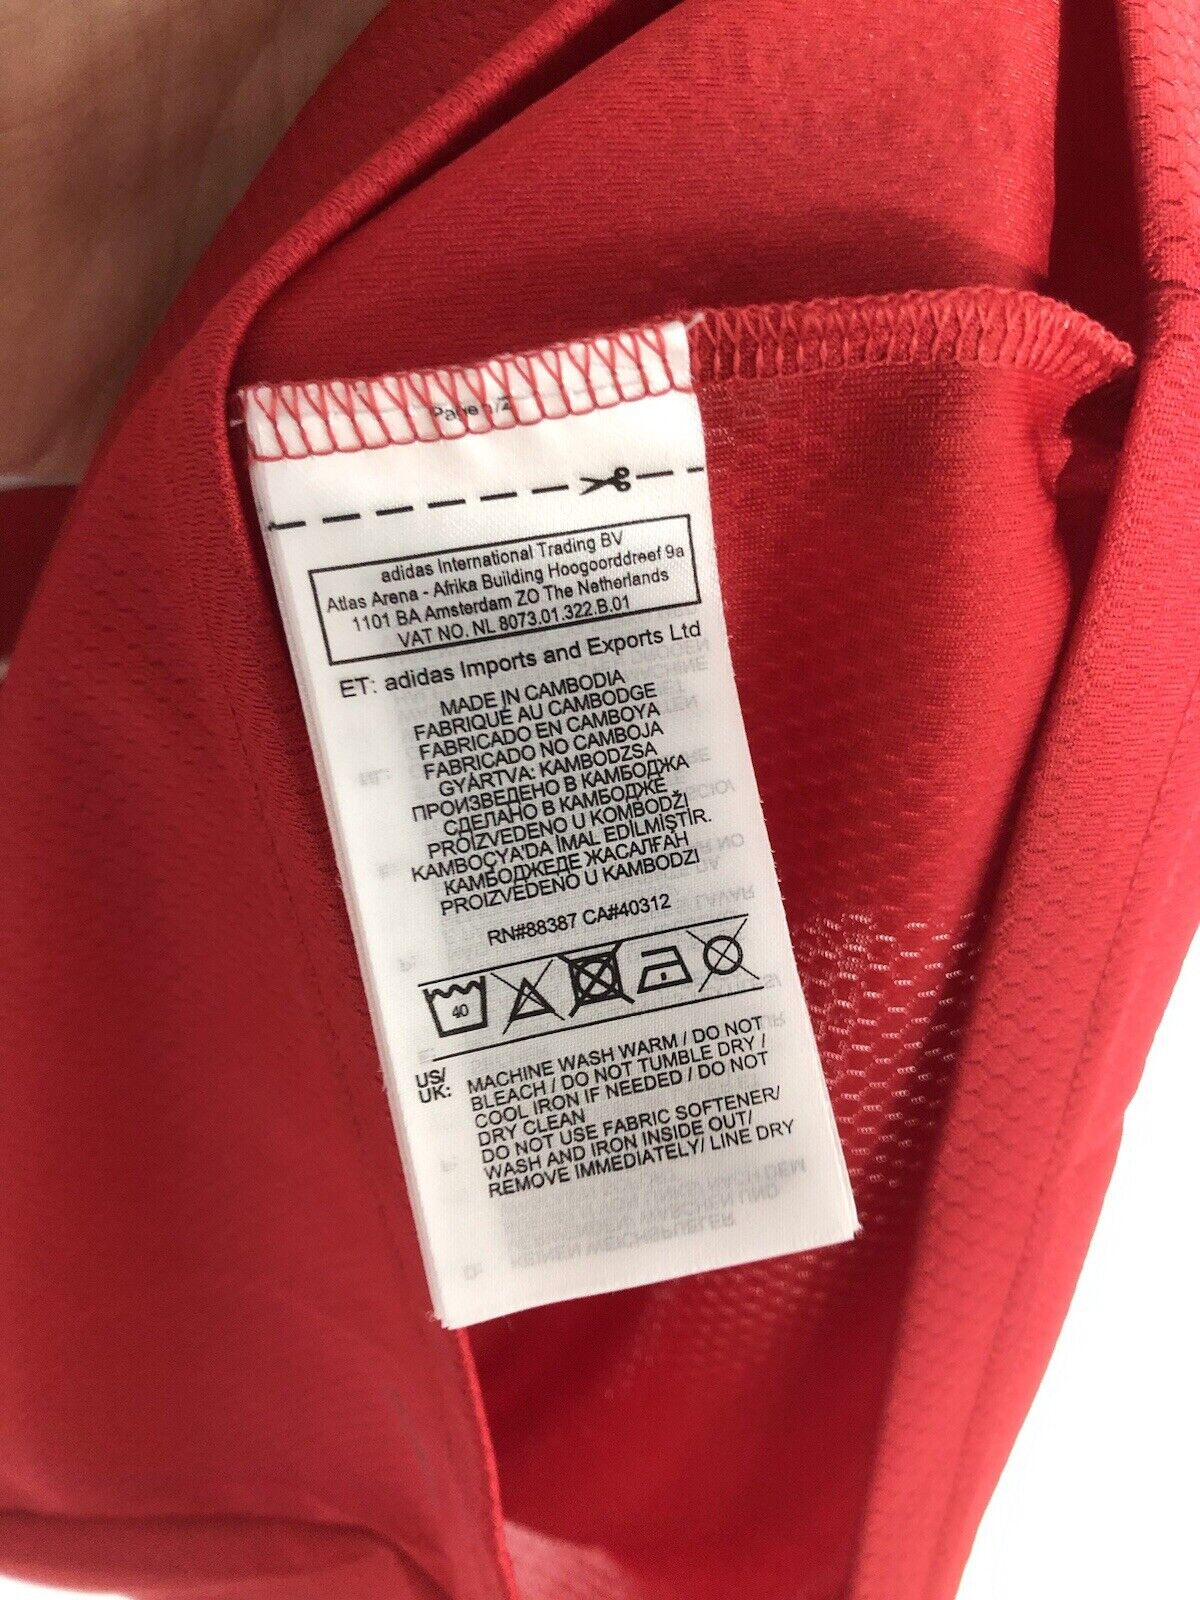 adidas International Trading BV
Atlas Arena - Afrika Building Hoogoorddreef 9a
1101 BA Amsterdam ZO The Netherlands
VAT NO. NL 8073.01.322.B.01
ET: adidas Imports and Exports Ltd
MADE IN CAMBODIA
FABRIQUÉ AU CAMBODGE
FABRICADO EN CAMBOYA
FABRICADO NO CAMBOJA
GYÁRTVA: KAMBODZSA
ПРОИЗВЕДЕНО В КАМБОДЖА
СДЕЛАНО В КАМБОДЖЕ
PROIZVEDENO U KOMBODŽI
KAMBOÇYA'DA İMAL EDİLMİŞTİR.
КАМБОДЖЕДЕ ЖАСАЛҒАН
PROIZVEDENO U KAMBODZI
RN#88387 CA#40312
40
US/
UK:
MACHINE WASH WARM / DO NOT
BLEACH / DO NOT TUMBLE DRY /
COOL IRON IF NEEDED / DO NOT
DRY CLEAN
DO NOT USE FABRIC SOFTENER/
WASH AND IRON INSIDE OUT/
REMOVE IMMEDIATELY/ LINE DRY